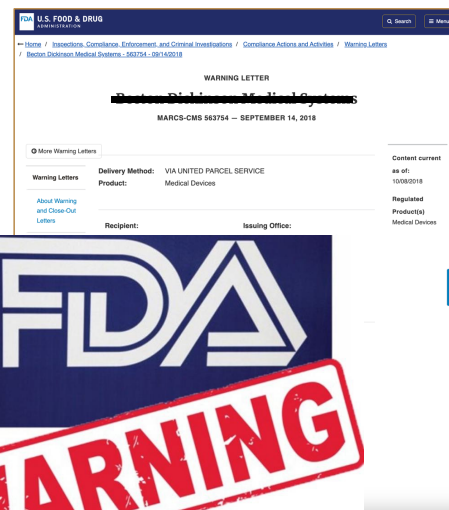 FDA U.S. FOOD & DRUG
ADMINISTRATION
Search
Menu
← Home / Inspections, Compliance, Enforcement, and Criminal Investigations / Compliance Actions and Activities / Warning Letters
/ Becton Dickinson Medical Systems - 563754 - 09/14/2018
WARNING LETTER
Becton Dickinson Medical Systems
MARCS-CMS 563754 — SEPTEMBER 14, 2018
More Warning Letters
Warning Letters
About Warning
and Close-Out
Letters
Delivery Method: VIA UNITED PARCEL SERVICE
Product: Medical Devices
Recipient:
Issuing Office:
Content current
as of:
10/08/2018
Regulated
Product(s)
Medical Devices
FDA
WARNING